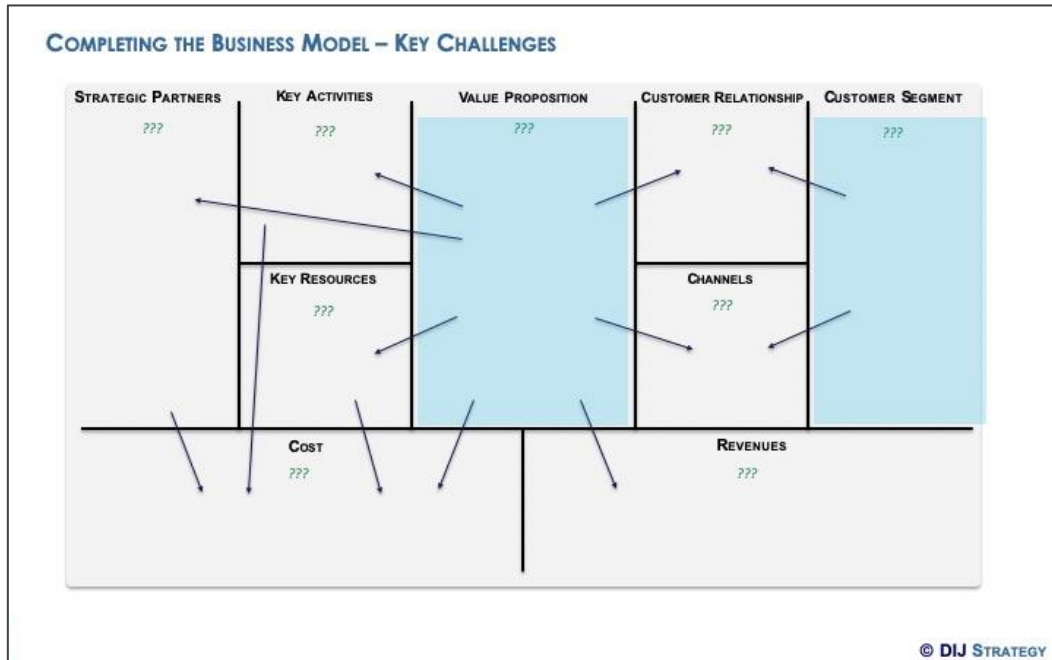 COMPLETING THE BUSINESS MODEL – KEY CHALLENGES
STRATEGIC PARTNERS
???
KEY ACTIVITIES
???
VALUE PROPOSITION
???
CUSTOMER RELATIONSHIP
???
CUSTOMER SEGMENT
???
KEY RESOURCES
???
CHANNELS
???
COST
???
REVENUES
???
© DIJ STRATEGY